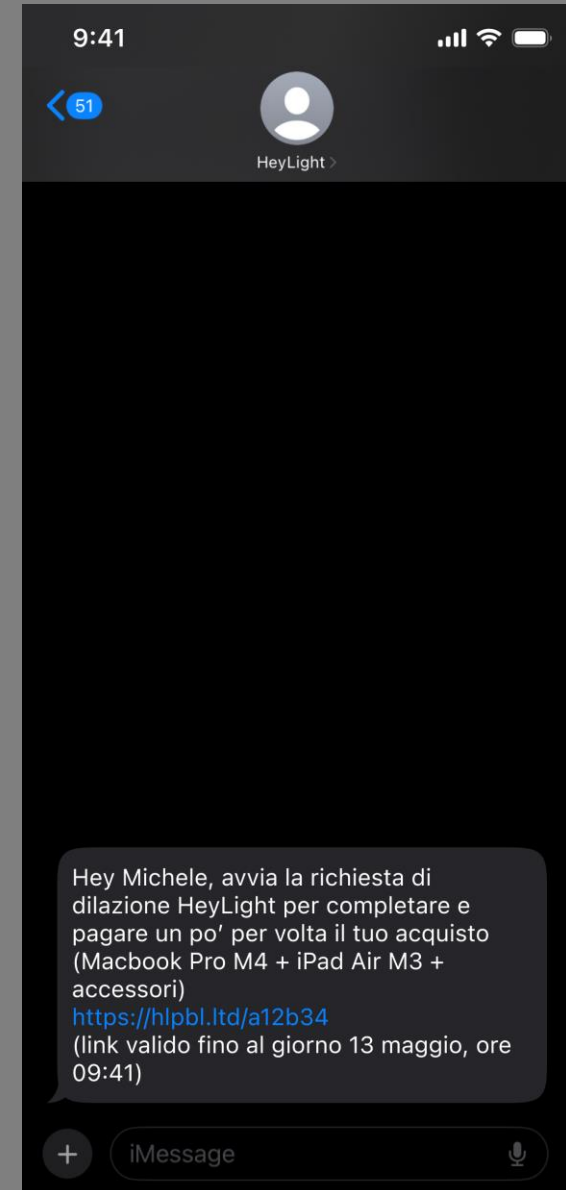 9:41
51
HeyLight
Hey Michele, avvia la richiesta di
dilazione HeyLight per completare e
pagare un po’ per volta il tuo acquisto
(Macbook Pro M4 + iPad Air M3 +
accessori)
https://hlpbl.ltd/a12b34
(link valido fino al giorno 13 maggio, ore
09:41)
iMessage